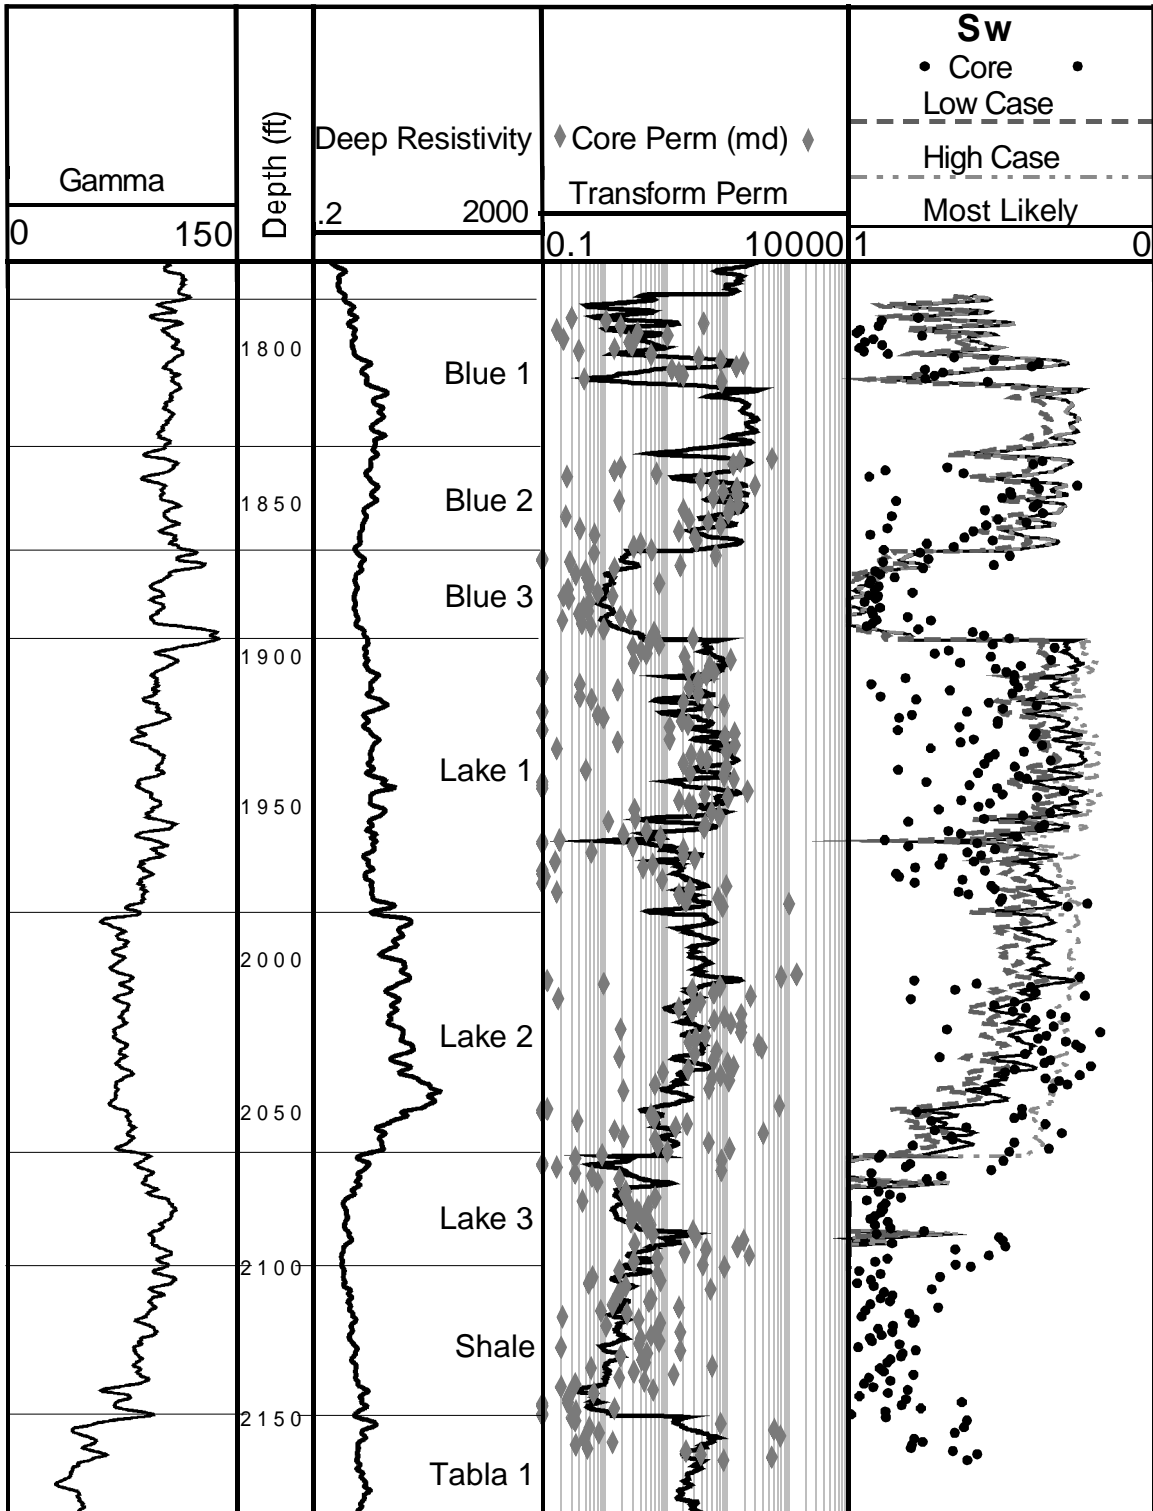 Sw
Core
Low Case
Depth (ft)
Deep Resistivity
Core Perm (md)
High Case
Gamma
Transform Perm
Most Likely
0 150
.2 2000
0.1 10000
1 0
1800
Blue 1
1850
Blue 2
Blue 3
1900
Lake 1
1950
2000
Lake 2
2050
Lake 3
2100
Shale
2150
Tabla 1